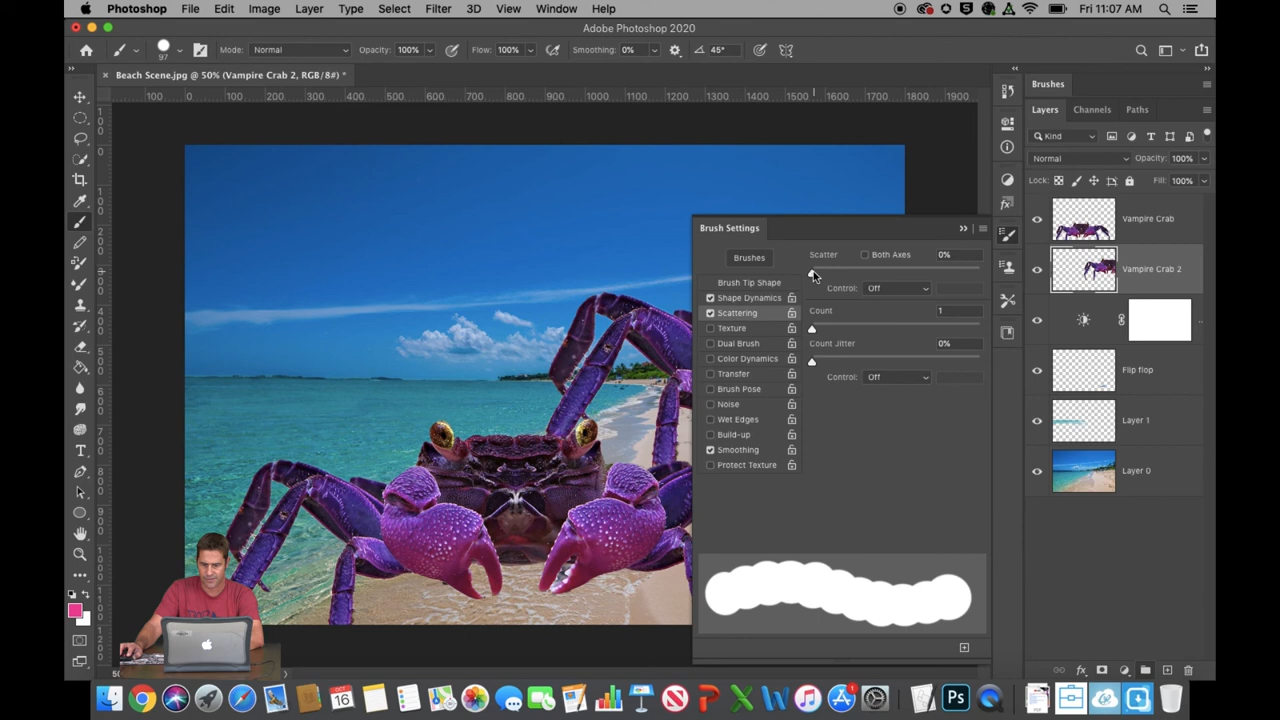 Photoshop File Edit Image Layer Type Select Filter 3D View Window Help Fri 11:07 AM
Adobe Photoshop 2020
97 Mode: Normal Opacity: 100% Flow: 100% Smoothing: 0% 45°
× Beach Scene.jpg @ 50% (Vampire Crab 2, RGB/8#) *
100 0 100 200 300 400 500 600 700 800 900 1000 1100 1200 1300 1400 1500 1600 1700 1800 1900
Brushes
Layers Channels Paths
Kind
Normal Opacity: 100%
Lock: Fill: 100%
Vampire Crab
Vampire Crab 2
Flip flop
Layer 1
Layer 0
Brush Settings
Brushes
Brush Tip Shape
Shape Dynamics
Scattering
Texture
Dual Brush
Color Dynamics
Transfer
Brush Pose
Noise
Wet Edges
Build-up
Smoothing
Protect Texture
Scatter Both Axes 0%
Control: Off
Count 1
Count Jitter 0%
Control: Off
fx
OCT
16
Ps